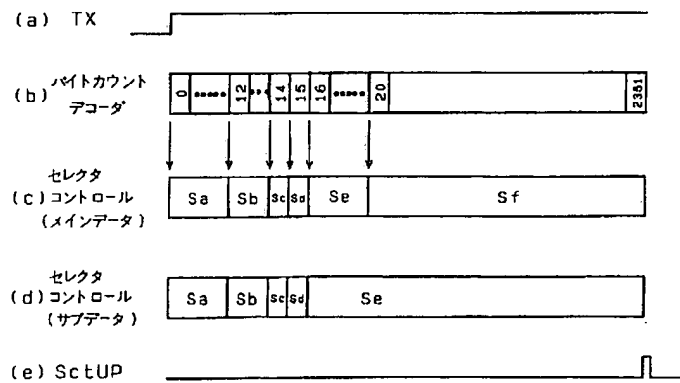 (a) TX
(b) バイトカウント
デコーダ
0 ····· 12 ··· 14 15 16 ····· 20 2381
セレクタ
(c) コントロール
(メインデータ)
Sa Sb Sc Sd Se Sf
セレクタ
(d) コントロール
(サブデータ)
Sa Sb Sc Sd Se
(e) SctUP